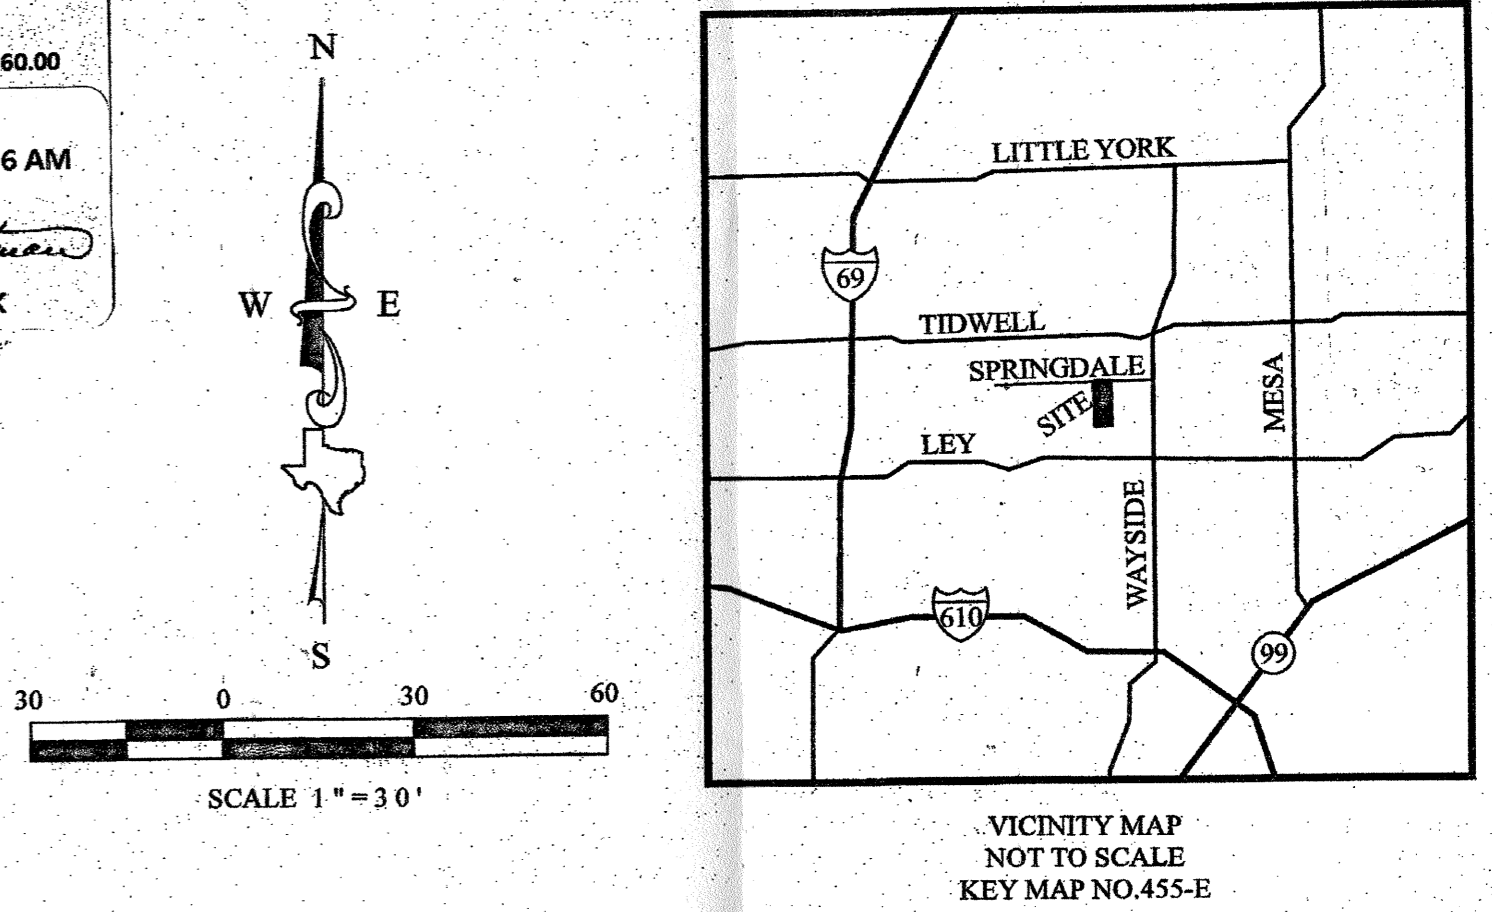 60.00
6 AM
N
W E
S
30 0 30 60
SCALE 1"=30'
LITTLE YORK
69
TIDWELL
SPRINGDALE
SITE
MESA
LEY
WAYSIDE
610
99
VICINITY MAP
NOT TO SCALE
KEY MAP NO.455-E